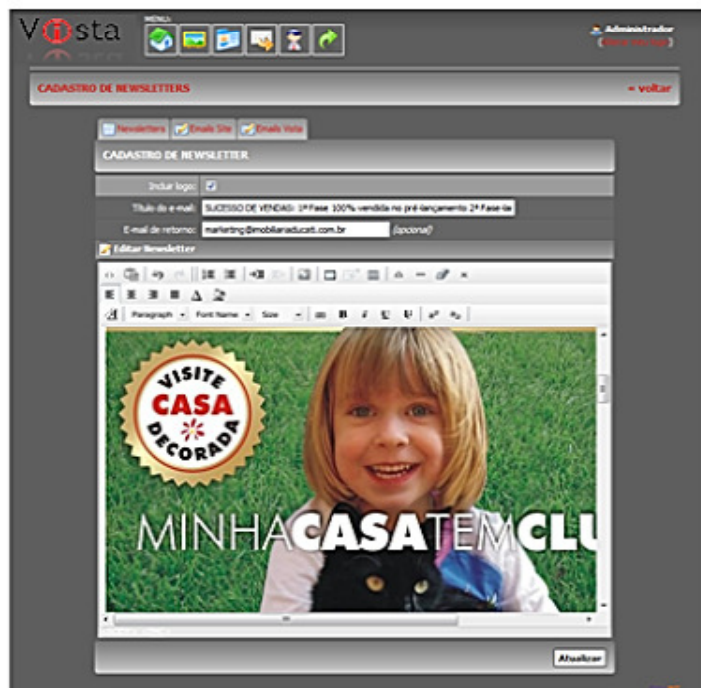 Vista
MENU:
Administrador
CADASTRO DE NEWSLETTERS
« voltar
Newsletters
Emails Site
Emails Vista
CADASTRO DE NEWSLETTER
Incluir logo:
Título do e-mail:
SUCESSO DE VENDAS: 1ª Fase 100% vendida no pré-lançamento 2ª Fase-la
E-mail de retorno:
marketing@imobiliariaducati.com.br
(opcional)
Editar Newsletter
Paragraph
Font Name
Size
B I U
VISITE
CASA
DECORADA
MINHACASATEMCLU
Atualizar